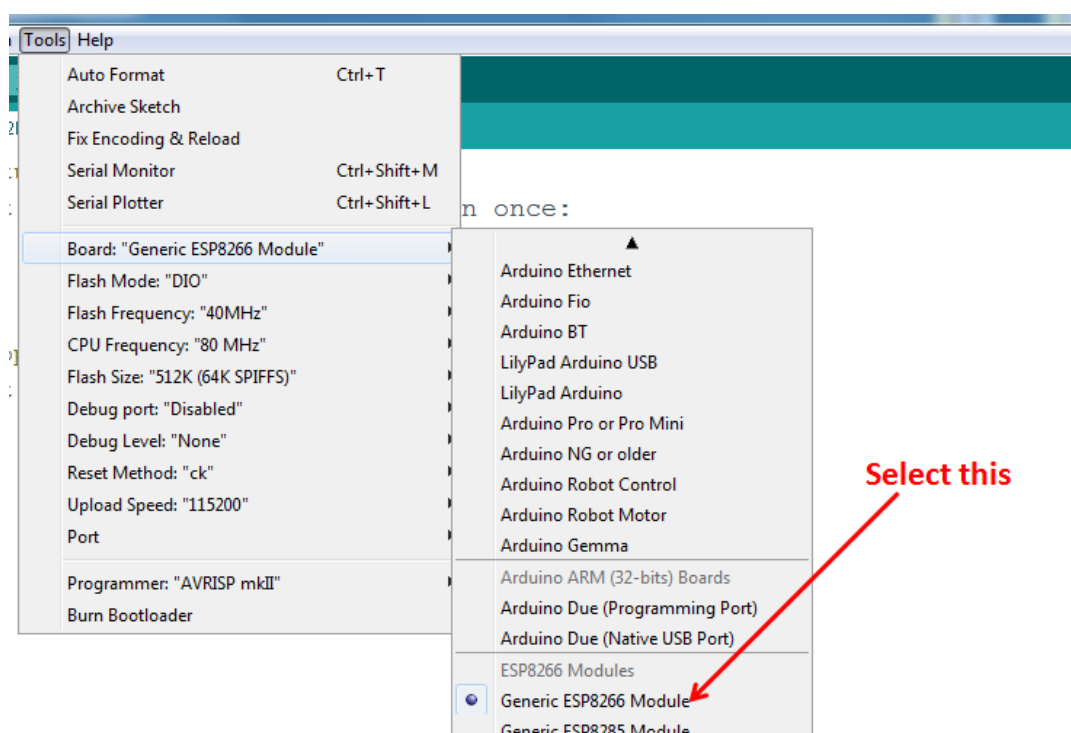 Tools Help
Auto Format Ctrl+T
Archive Sketch
Fix Encoding & Reload
Serial Monitor Ctrl+Shift+M
Serial Plotter Ctrl+Shift+L
n once:
Board: "Generic ESP8266 Module"
Flash Mode: "DIO"
Flash Frequency: "40MHz"
CPU Frequency: "80 MHz"
Flash Size: "512K (64K SPIFFS)"
Debug port: "Disabled"
Debug Level: "None"
Reset Method: "ck"
Upload Speed: "115200"
Port
Programmer: "AVRISP mkII"
Burn Bootloader
Arduino Ethernet
Arduino Fio
Arduino BT
LilyPad Arduino USB
LilyPad Arduino
Arduino Pro or Pro Mini
Arduino NG or older
Arduino Robot Control
Arduino Robot Motor
Arduino Gemma
Arduino ARM (32-bits) Boards
Arduino Due (Programming Port)
Arduino Due (Native USB Port)
ESP8266 Modules
Generic ESP8266 Module
Generic ESP8285 Module
Select this